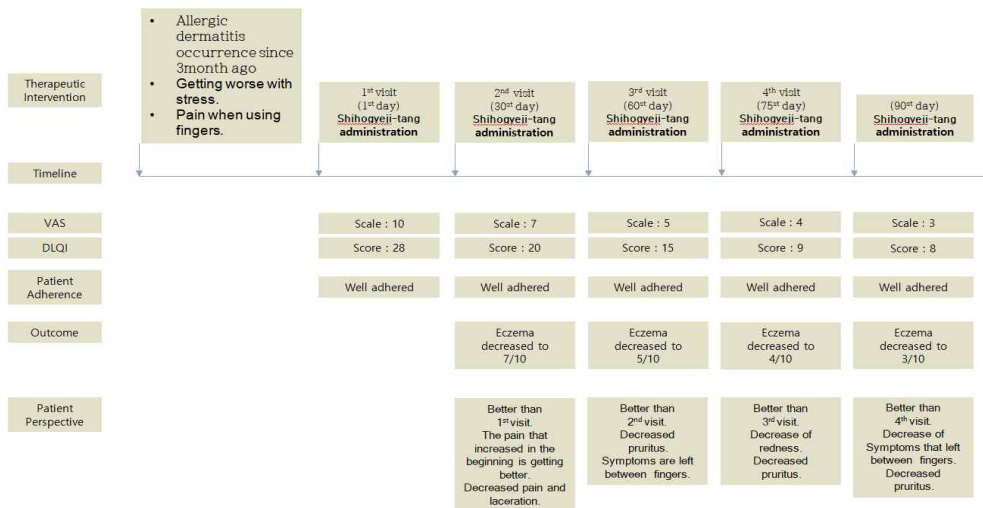 • Allergic
dermatitis
occurrence since
3month ago
• Getting worse with
stress.
• Pain when using
fingers.
Therapeutic
Intervention
1st visit
(1st day)
Shihogyeji-tang
administration
2nd visit
(30st day)
Shihogyeji-tang
administration
3rd visit
(60st day)
Shihogyeji-tang
administration
4th visit
(75st day)
Shihogyeji-tang
administration
(90st day)
Shihogyeji-tang
administration
Timeline
VAS
Scale : 10
Scale : 7
Scale : 5
Scale : 4
Scale : 3
DLQI
Score : 28
Score : 20
Score : 15
Score : 9
Score : 8
Patient
Adherence
Well adhered
Well adhered
Well adhered
Well adhered
Well adhered
Outcome
Eczema
decreased to
7/10
Eczema
decreased to
5/10
Eczema
decreased to
4/10
Eczema
decreased to
3/10
Patient
Perspective
Better than
1st visit.
The pain that
increased in the
beginning is getting
better.
Decreased pain and
laceration.
Better than
2nd visit.
Decreased
pruritus.
Symptoms are left
between fingers.
Better than
3rd visit.
Decrease of
redness.
Decreased
pruritus.
Better than
4th visit.
Decrease of
Symptoms that left
between fingers.
Decreased
pruritus.